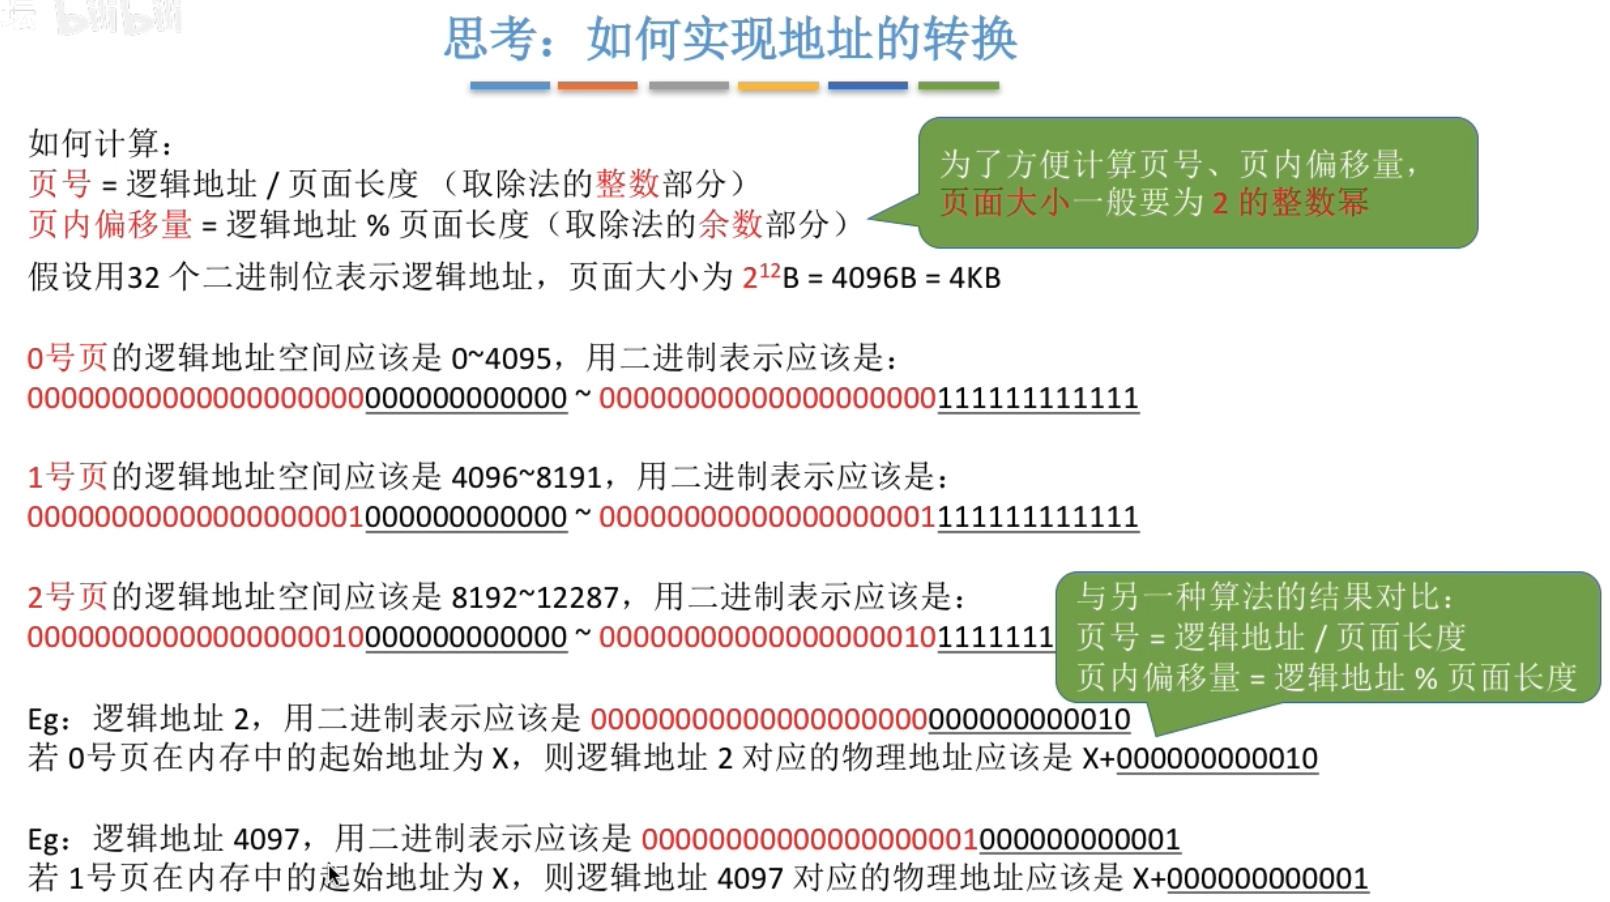 坛 bilibili
思考：如何实现地址的转换
如何计算：
页号 = 逻辑地址 / 页面长度 （取除法的整数部分）
页内偏移量 = 逻辑地址 % 页面长度（取除法的余数部分）
为了方便计算页号、页内偏移量，
页面大小一般要为 2 的整数幂
假设用32 个二进制位表示逻辑地址，页面大小为 2¹²B = 4096B = 4KB
0号页的逻辑地址空间应该是 0~4095，用二进制表示应该是：
00000000000000000000000000000000 ~ 00000000000000000000111111111111
1号页的逻辑地址空间应该是 4096~8191，用二进制表示应该是：
00000000000000000001000000000000 ~ 00000000000000000001111111111111
2号页的逻辑地址空间应该是 8192~12287，用二进制表示应该是：
00000000000000000010000000000000 ~ 000000000000000000101111111
与另一种算法的结果对比：
页号 = 逻辑地址 / 页面长度
页内偏移量 = 逻辑地址 % 页面长度
Eg：逻辑地址 2，用二进制表示应该是 00000000000000000000000000000010
若 0号页在内存中的起始地址为 X，则逻辑地址 2 对应的物理地址应该是 X+000000000010
Eg：逻辑地址 4097，用二进制表示应该是 00000000000000000001000000000001
若 1号页在内存中的起始地址为 X，则逻辑地址 4097 对应的物理地址应该是 X+000000000001